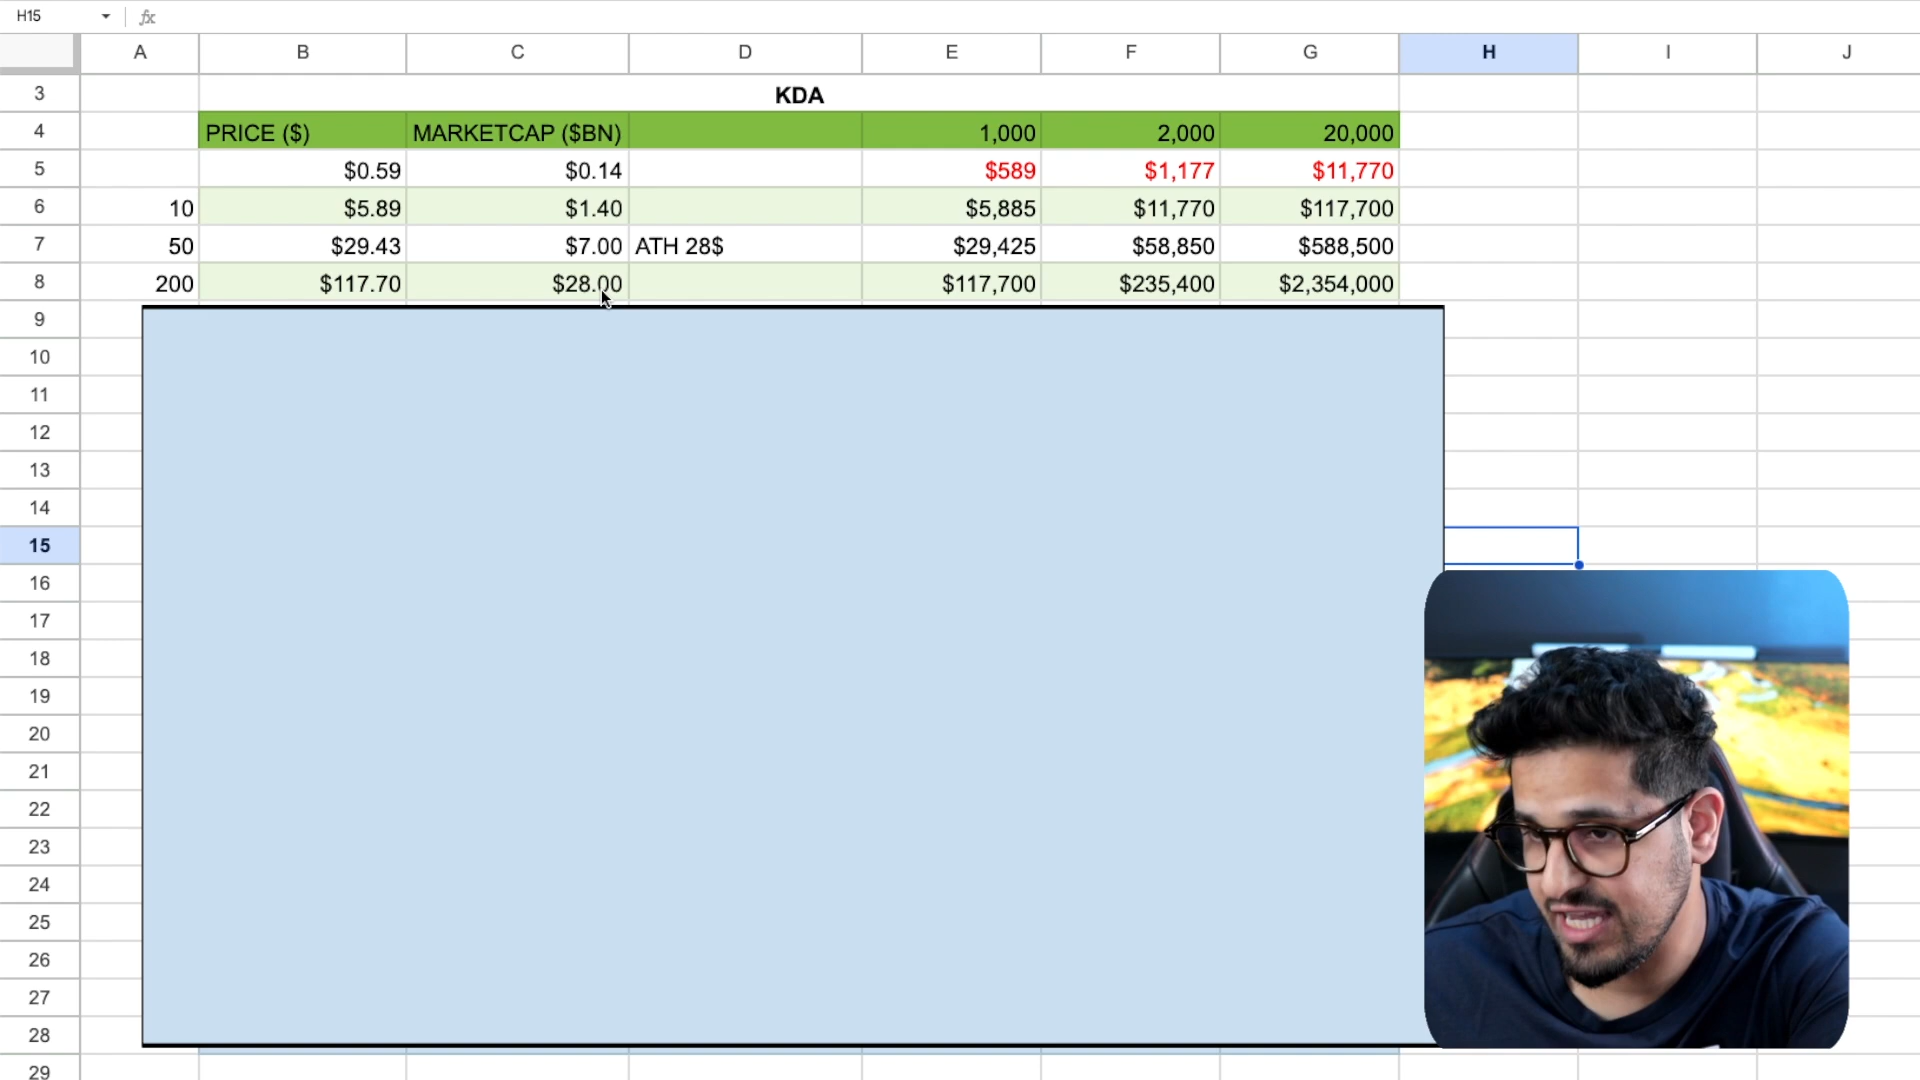 H15 fx
A B C D E F G H I J
3 KDA
4 PRICE ($) MARKETCAP ($BN) 1,000 2,000 20,000
5 $0.59 $0.14 $589 $1,177 $11,770
6 10 $5.89 $1.40 $5,885 $11,770 $117,700
7 50 $29.43 $7.00 ATH 28$ $29,425 $58,850 $588,500
8 200 $117.70 $28.00 $117,700 $235,400 $2,354,000
9
10
11
12
13
14
15
16
17
18
19
20
21
22
23
24
25
26
27
28
29